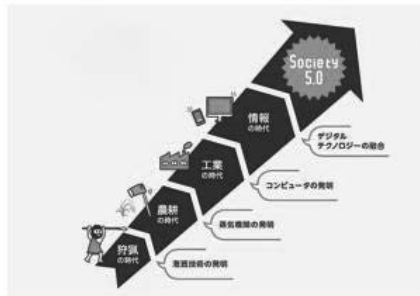 Society
5.0
情報
の時代
デジタル
テクノロジーの融合
工業
の時代
コンピュータの発明
農耕
の時代
蒸気機関の発明
狩猟
の時代
灌漑技術の発明